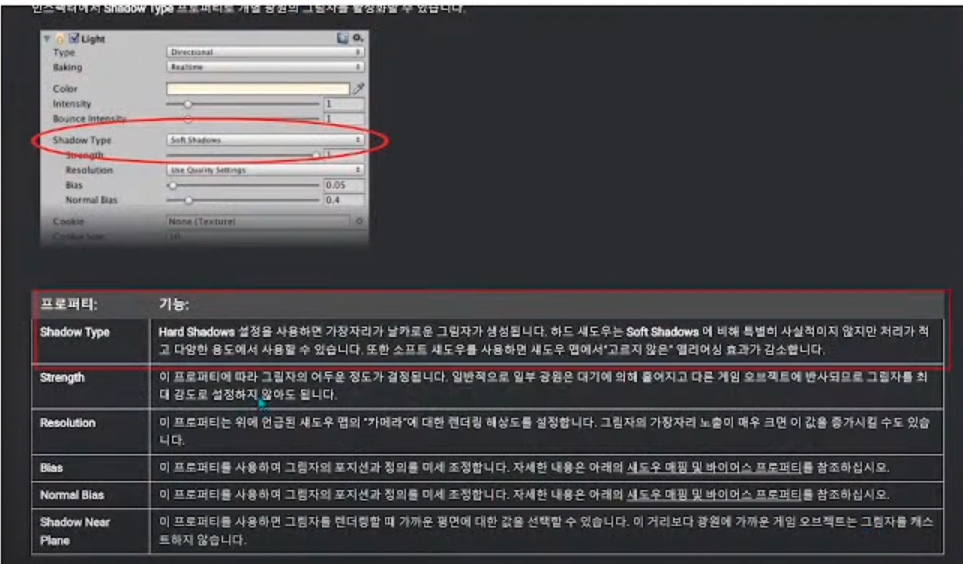 인스펙터에서 Shadow Type 프로퍼티로 개별 광원의 그림자를 활성화할 수 있습니다.
Light
Type Directional
Baking Realtime
Color
Intensity 1
Bounce Intensity 1
Shadow Type Soft Shadows
Strength 1
Resolution Use Quality Settings
Bias 0.05
Normal Bias 0.4
Cookie None (Texture)
Cookie Size 10
프로퍼티: 기능:
Shadow Type Hard Shadows 설정을 사용하면 가장자리가 날카로운 그림자가 생성됩니다. 하드 섀도우는 Soft Shadows 에 비해 특별히 사실적이지 않지만 처리가 적
고 다양한 용도에서 사용할 수 있습니다. 또한 소프트 섀도우를 사용하면 섀도우 맵에서"고르지 않은" 앨리어싱 효과가 감소합니다.
Strength 이 프로퍼티에 따라 그림자의 어두운 정도가 결정됩니다. 일반적으로 일부 광원은 대기에 의해 흩어지고 다른 게임 오브젝트에 반사되므로 그림자를 최
대 강도로 설정하지 않아도 됩니다.
Resolution 이 프로퍼티는 위에 언급된 섀도우 맵의 "카메라"에 대한 렌더링 해상도를 설정합니다. 그림자의 가장자리 노출이 매우 크면 이 값을 증가시킬 수도 있습
니다.
Bias 이 프로퍼티를 사용하여 그림자의 포지션과 정의를 미세 조정합니다. 자세한 내용은 아래의 섀도우 매핑 및 바이어스 프로퍼티를 참조하십시오.
Normal Bias 이 프로퍼티를 사용하여 그림자의 포지션과 정의를 미세 조정합니다. 자세한 내용은 아래의 섀도우 매핑 및 바이어스 프로퍼티를 참조하십시오.
Shadow Near 이 프로퍼티를 사용하면 그림자를 렌더링할 때 가까운 평면에 대한 값을 선택할 수 있습니다. 이 거리보다 광원에 가까운 게임 오브젝트는 그림자를 캐스
Plane 트하지 않습니다.